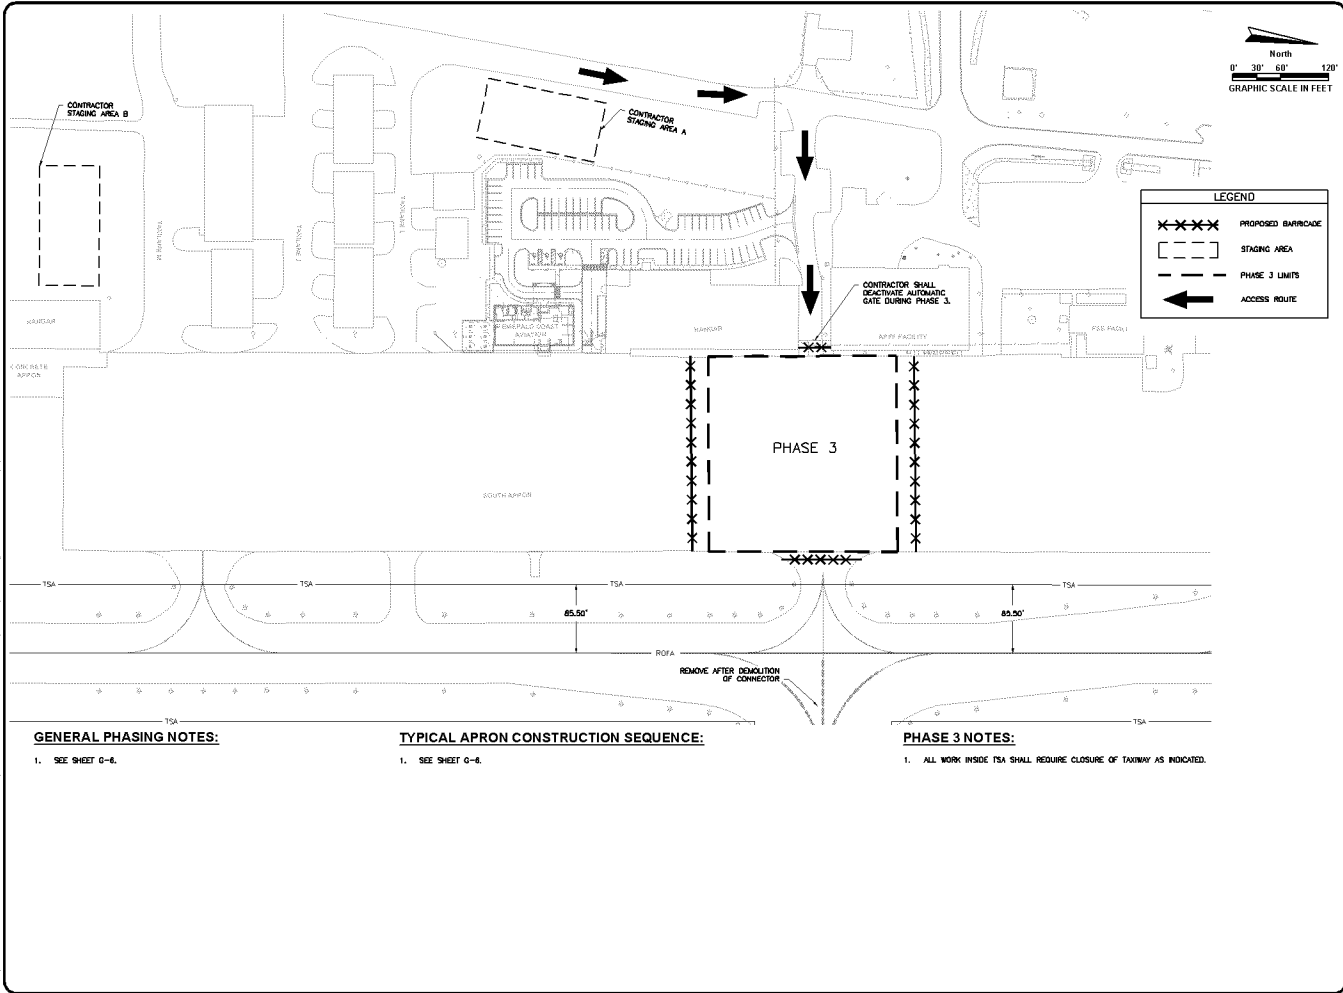 North
0' 30' 60' 120'
GRAPHIC SCALE IN FEET
CONTRACTOR
STAGING AREA B
CONTRACTOR
STAGING AREA A
LEGEND
PROPOSED BARRICADE
STAGING AREA
PHASE 3 LIMITS
ACCESS ROUTE
TAXILANE M
TAXILANE L
CONTRACTOR SHALL
DEACTIVATE AUTOMATIC
GATE DURING PHASE 3.
HANGAR
EMERALD COAST
AVIATION
HANGAR
FACILITY
CONCRETE
APRON
PHASE 3
SOUTH APRON
TSA
TSA
TSA
TSA
85.50'
85.50'
ROFA
REMOVE AFTER DEMOLITION
OF CONNECTOR
TSA
TSA
GENERAL PHASING NOTES:
1. SEE SHEET G-6.
TYPICAL APRON CONSTRUCTION SEQUENCE:
1. SEE SHEET G-6.
PHASE 3 NOTES:
1. ALL WORK INSIDE TSA SHALL REQUIRE CLOSURE OF TAXIWAY AS INDICATED.